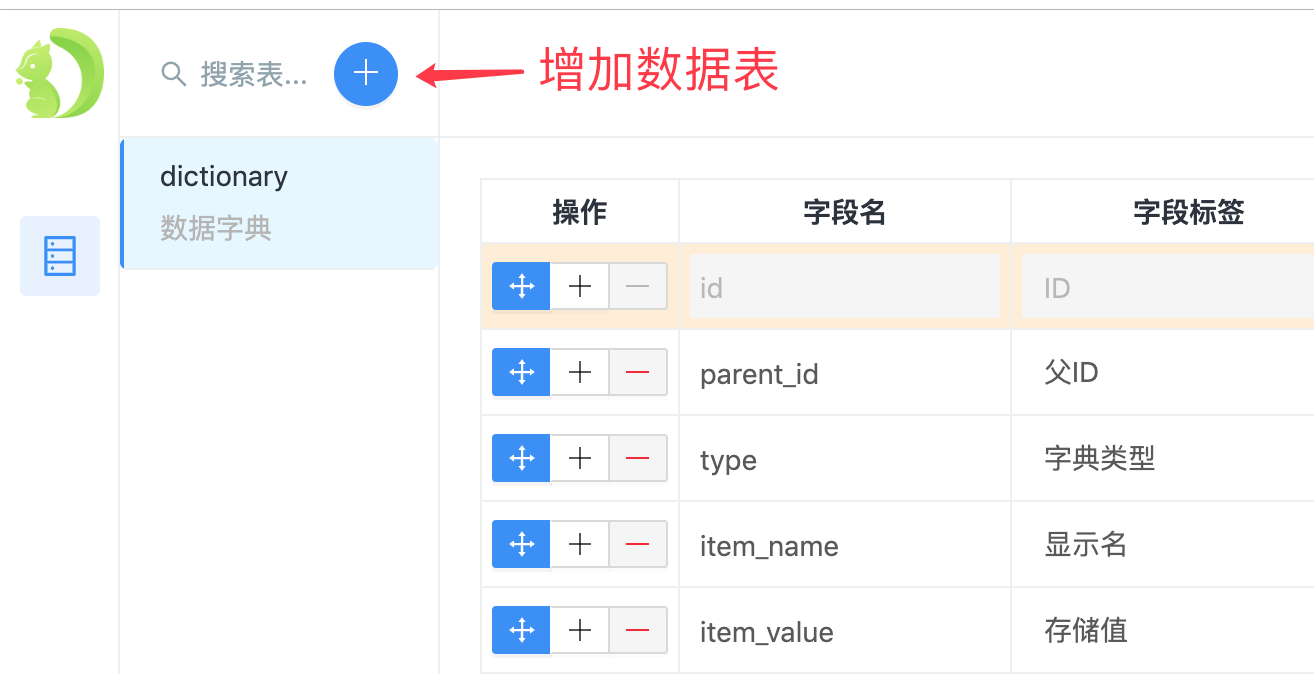 搜索表...
增加数据表
dictionary
数据字典
操作 字段名 字段标签
id ID
parent_id 父ID
type 字典类型
item_name 显示名
item_value 存储值